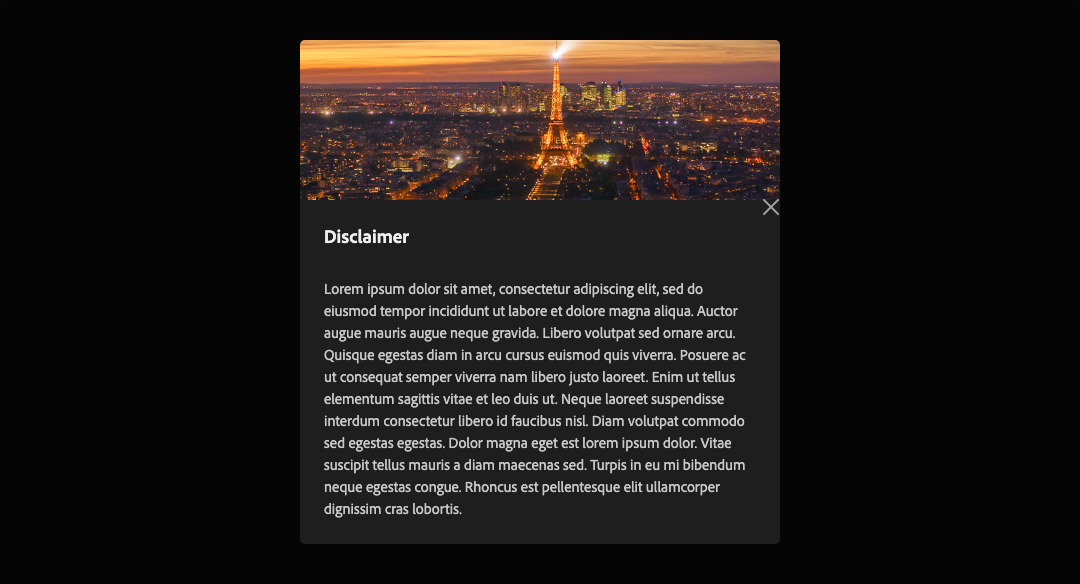 Disclaimer
Lorem ipsum dolor sit amet, consectetur adipiscing elit, sed do
eiusmod tempor incididunt ut labore et dolore magna aliqua. Auctor
augue mauris augue neque gravida. Libero volutpat sed ornare arcu.
Quisque egestas diam in arcu cursus euismod quis viverra. Posuere ac
ut consequat semper viverra nam libero justo laoreet. Enim ut tellus
elementum sagittis vitae et leo duis ut. Neque laoreet suspendisse
interdum consectetur libero id faucibus nisl. Diam volutpat commodo
sed egestas egestas. Dolor magna eget est lorem ipsum dolor. Vitae
suscipit tellus mauris a diam maecenas sed. Turpis in eu mi bibendum
neque egestas congue. Rhoncus est pellentesque elit ullamcorper
dignissim cras lobortis.